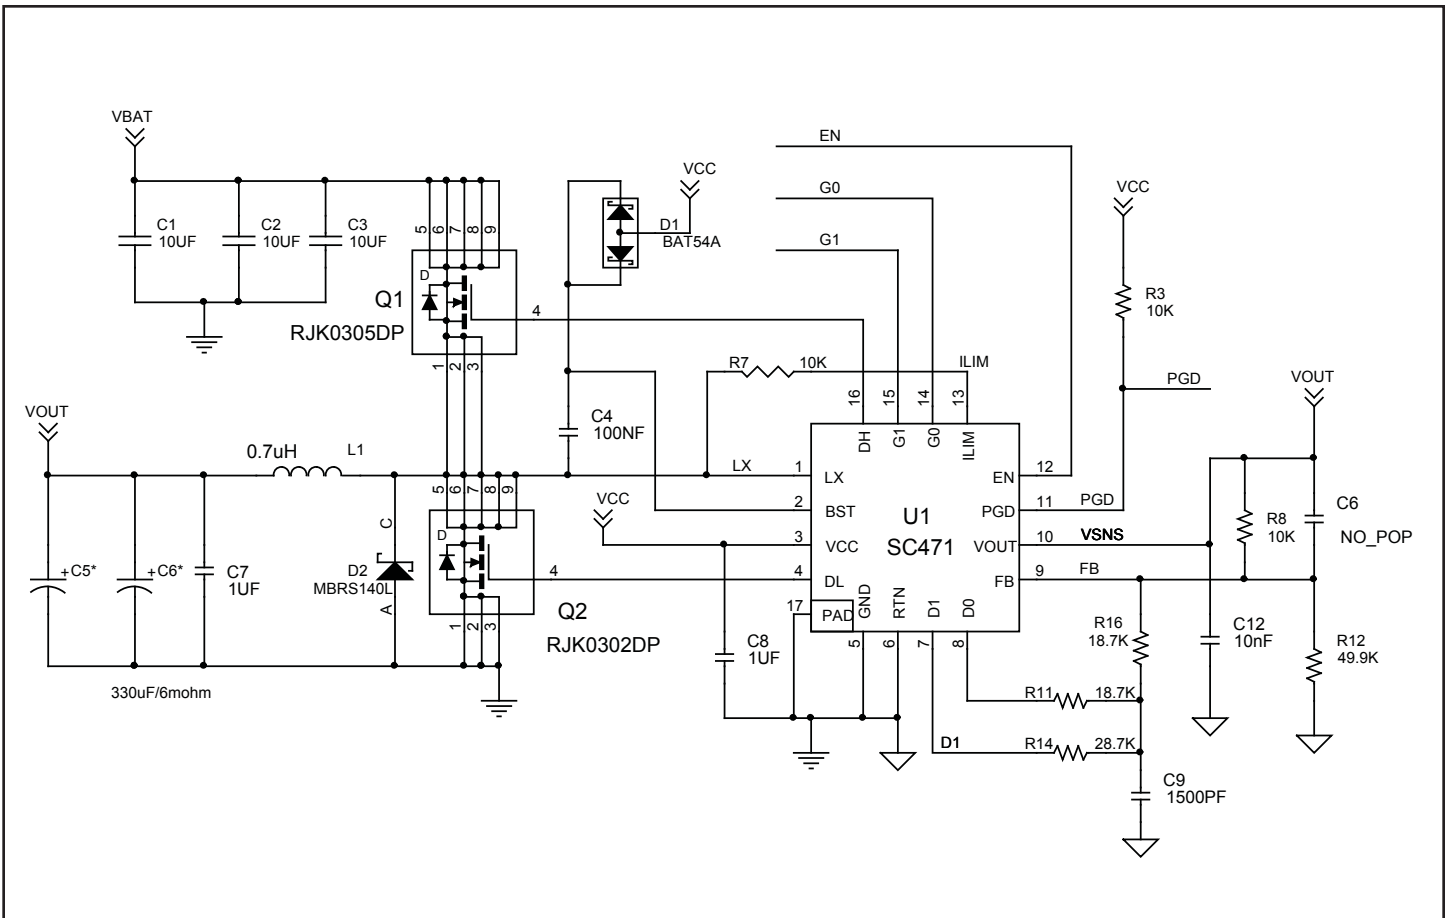 VBAT
C1
10UF
C2
10UF
C3
10UF
5
6
7
8
9
D
Q1
RJK0305DP
4
1
2
3
VCC
D1
BAT54A
EN
G0
G1
VCC
R3
10K
PGD
R7
10K
ILIM
C4
100NF
VOUT
0.7uH
L1
LX
VCC
5
6
7
8
9
D
4
1
2
3
Q2
RJK0302DP
C
D2
MBRS140L
A
+C5*
+C6*
C7
1UF
330uF/6mohm
C8
1UF
16
15
14
13
DH
G1
G0
ILIM
1
LX
2
BST
3
VCC
4
DL
17
PAD
U1
SC471
EN
12
PGD
11
PGD
VOUT
10
VSNS
FB
9
FB
GND
RTN
D1
D0
5
6
7
8
VOUT
R8
10K
C6
NO_POP
R16
18.7K
C12
10nF
R12
49.9K
R11
18.7K
D1
R14
28.7K
C9
1500PF